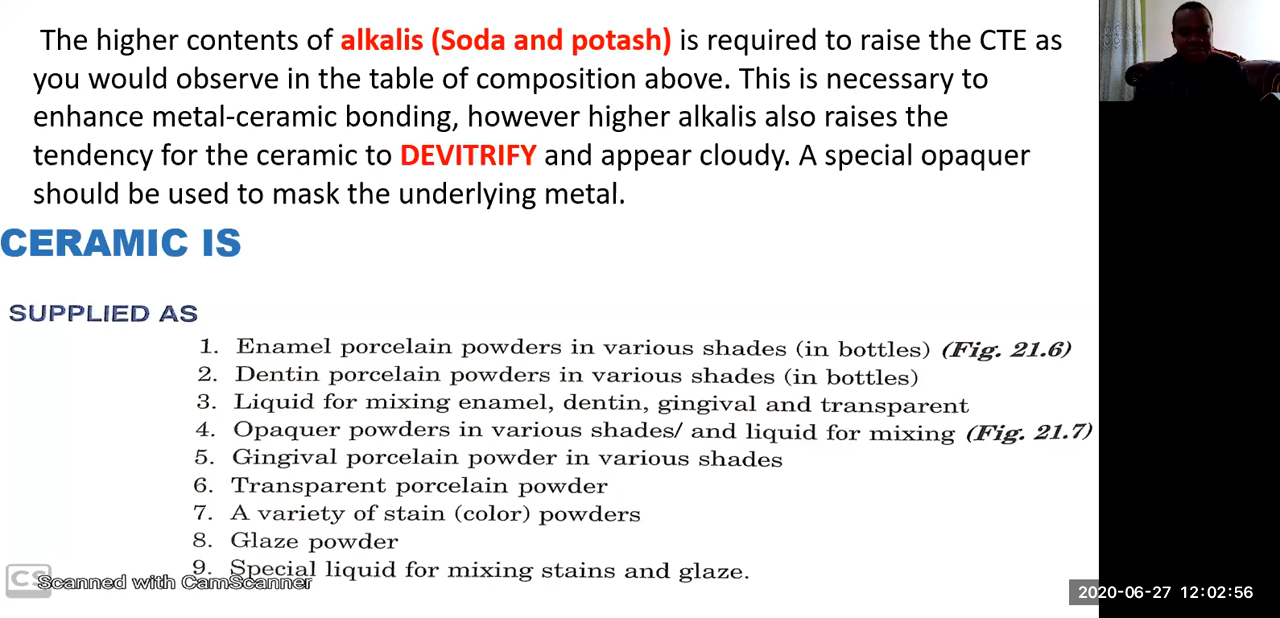 The higher contents of alkalis (Soda and potash) is required to raise the CTE as
you would observe in the table of composition above. This is necessary to
enhance metal-ceramic bonding, however higher alkalis also raises the
tendency for the ceramic to DEVITRIFY and appear cloudy. A special opaquer
should be used to mask the underlying metal.
CERAMIC IS
SUPPLIED AS
1. Enamel porcelain powders in various shades (in bottles) (Fig. 21.6)
2. Dentin porcelain powders in various shades (in bottles)
3. Liquid for mixing enamel, dentin, gingival and transparent
4. Opaquer powders in various shades/ and liquid for mixing (Fig. 21.7)
5. Gingival porcelain powder in various shades
6. Transparent porcelain powder
7. A variety of stain (color) powders
8. Glaze powder
9. Special liquid for mixing stains and glaze.
CS Scanned with CamScanner
2020-06-27 12:02:56